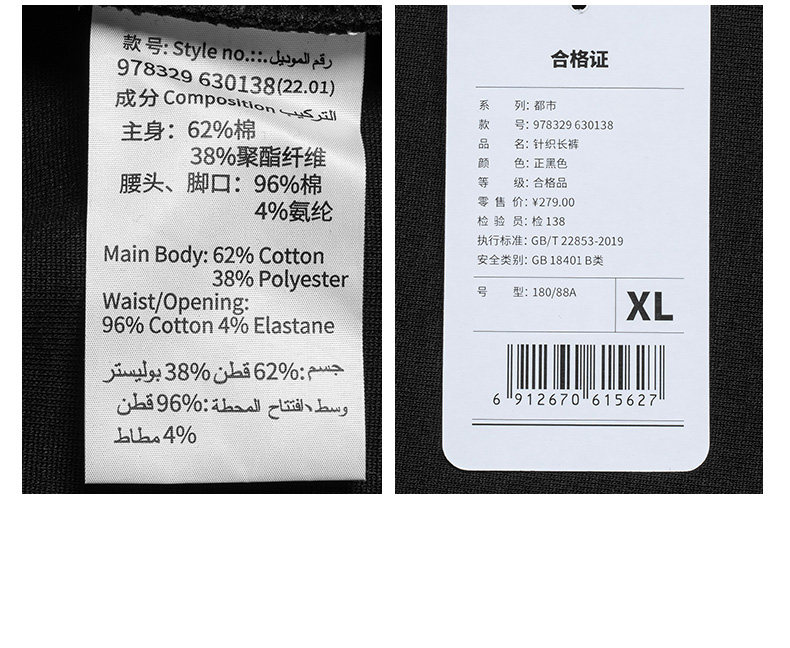 款号: Style no.::. رقم الموديل
978329 630138(22.01)
成分 Composition التركيب
主身：62%棉
38%聚酯纤维
腰头、脚口：96%棉
4%氨纶
Main Body: 62% Cotton
38% Polyester
Waist/Opening:
96% Cotton 4% Elastane
جسم:62% قطن 38% بوليستر
وسط،افتتاح المحطة:96% قطن
4% مطاط
合格证
系列：都市
款号：978329 630138
品名：针织长裤
颜色：正黑色
等级：合格品
零售价：¥279.00
检验员：检 138
执行标准：GB/T 22853-2019
安全类别：GB 18401 B类
号型：180/88A
XL
6 912670 615627